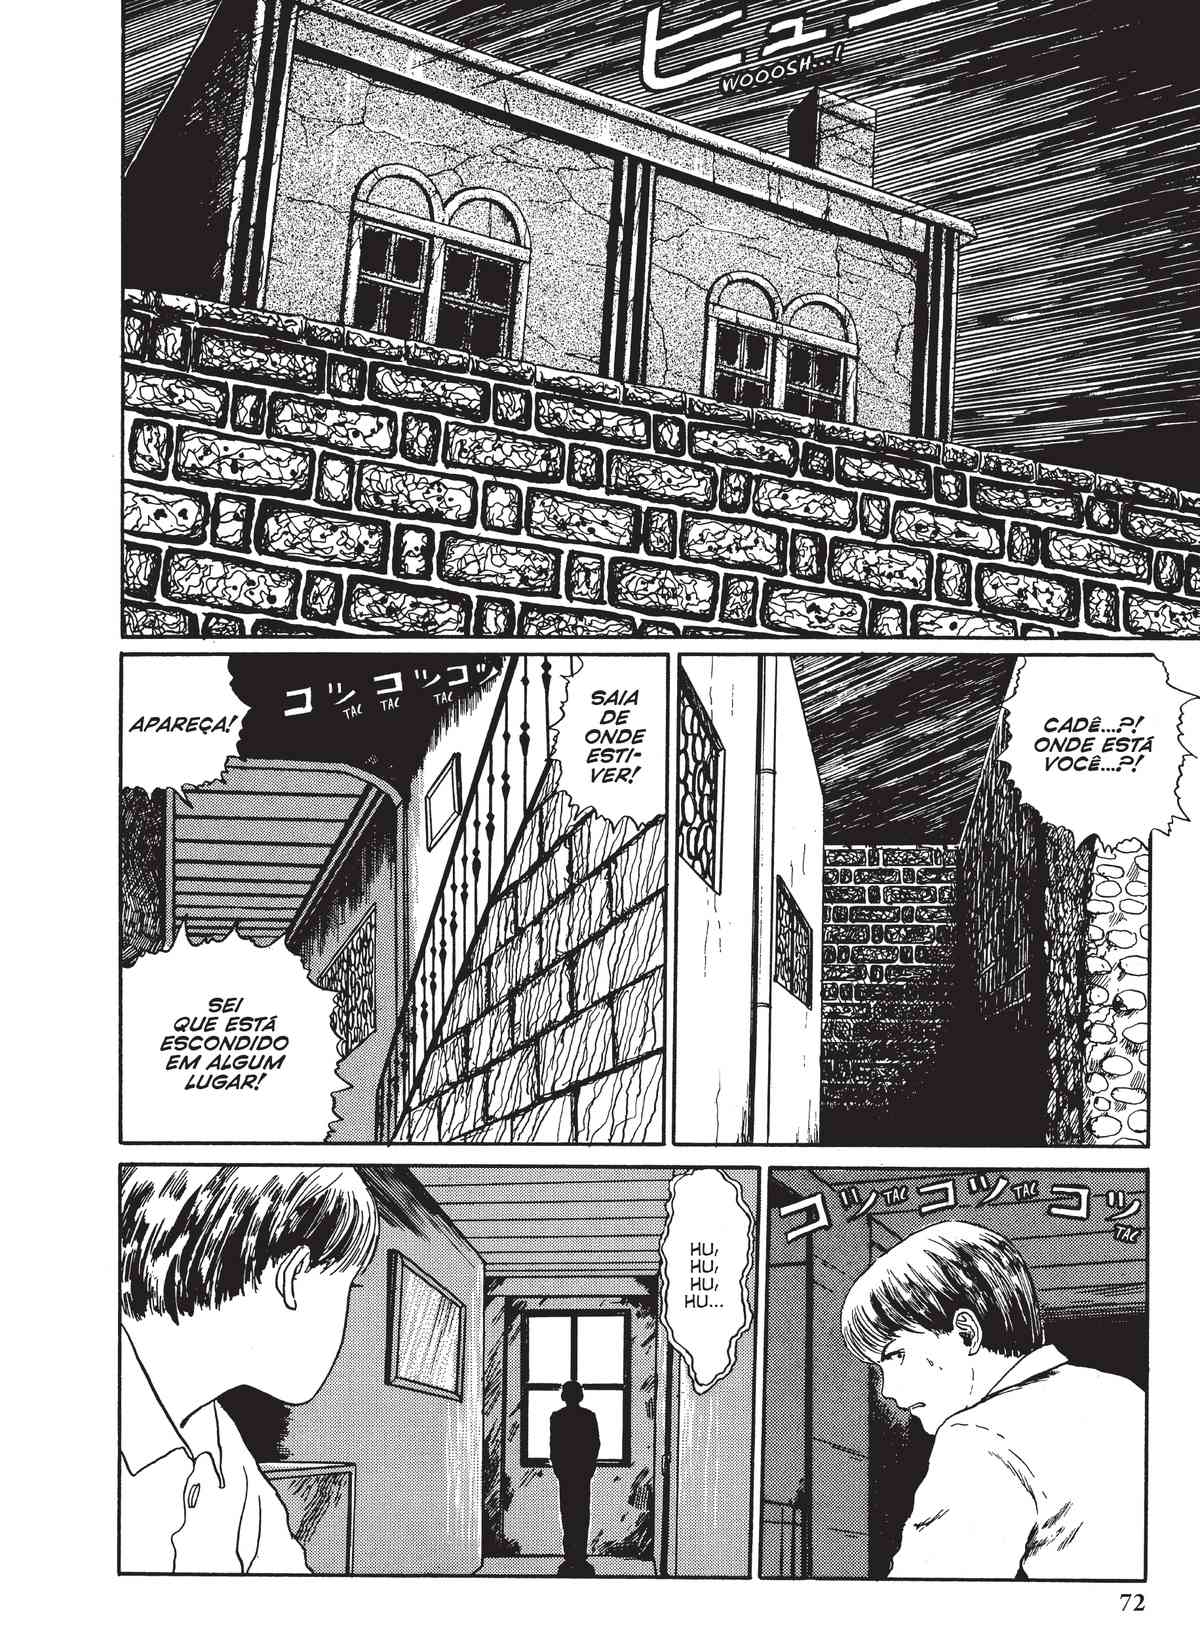 ヒュー
WOOOSH...!
CADÊ...?!
ONDE ESTÁ
VOCÊ...?!
SAIA
DE
ONDE
ESTI-
VER!
コツ コツ コツ
TAC TAC TAC
APAREÇA!
SEI
QUE ESTÁ
ESCONDIDO
EM ALGUM
LUGAR!
コツ コツ コツ
TAC TAC TAC
HU,
HU,
HU,
HU...
72